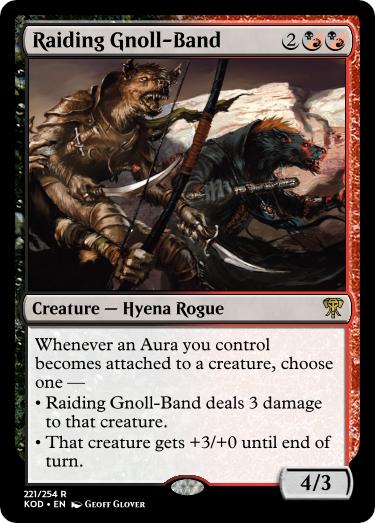 Raiding Gnoll-Band 2
Creature — Hyena Rogue
Whenever an Aura you control
becomes attached to a creature, choose
one —
• Raiding Gnoll-Band deals 3 damage
to that creature.
• That creature gets +3/+0 until end of
turn.
4/3
221/254 R
KOD • EN Geoff Glover